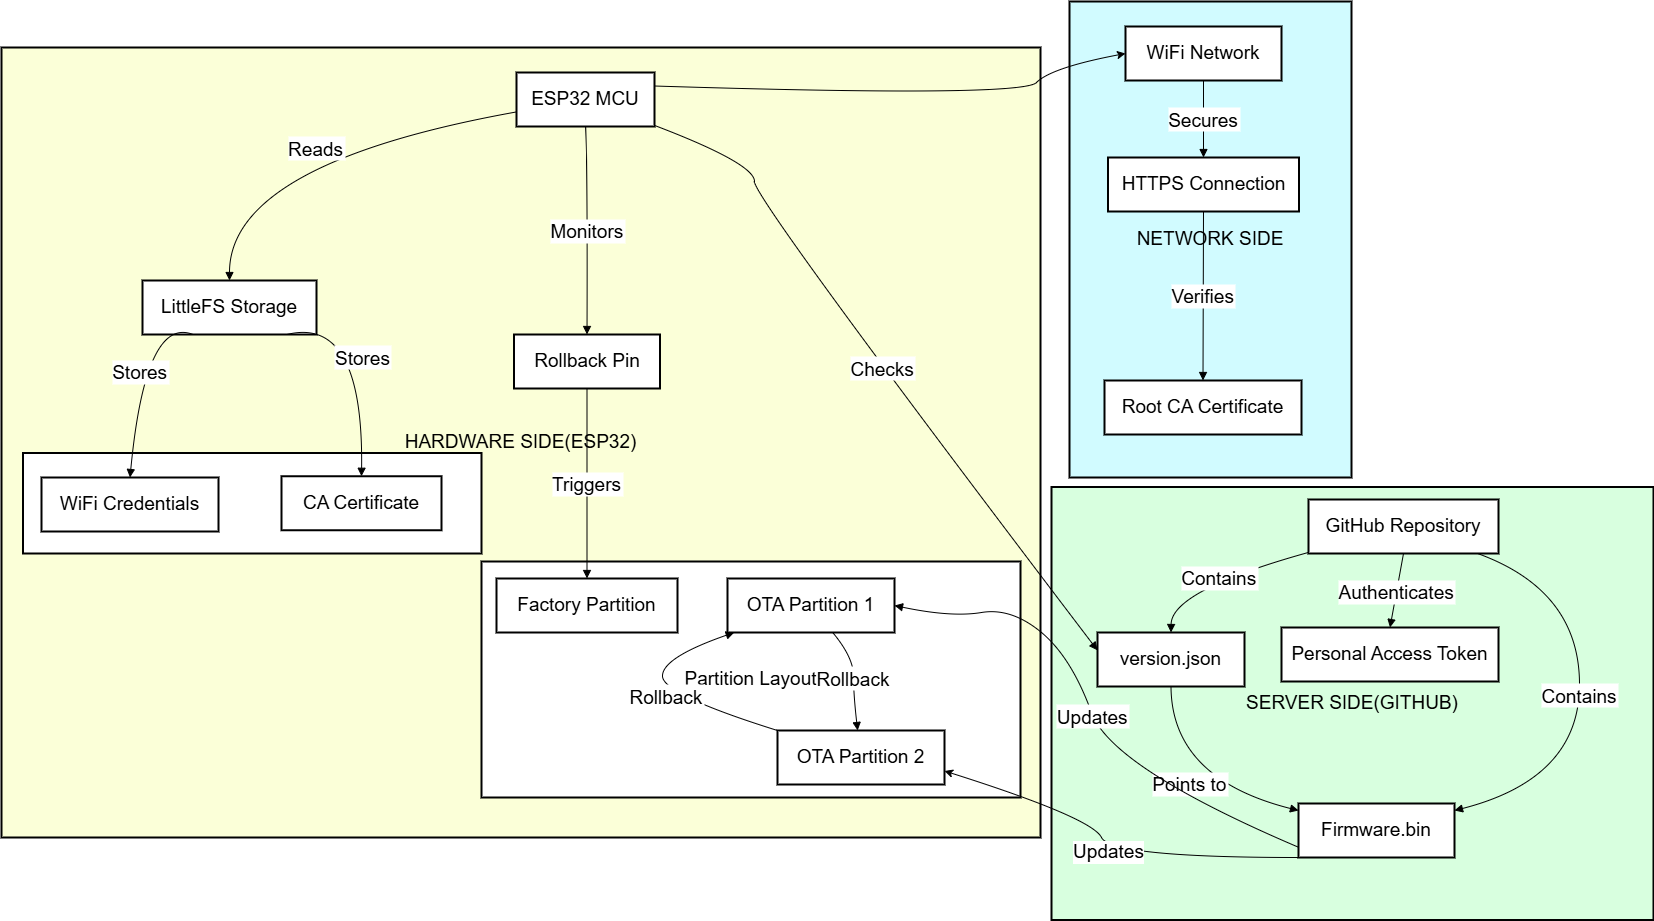 WiFi Network
ESP32 MCU
Secures
Reads
HTTPS Connection
Monitors
NETWORK SIDE
LittleFS Storage
Verifies
Rollback Pin
Stores
Stores
Checks
Root CA Certificate
HARDWARE SIDE(ESP32)
WiFi Credentials
CA Certificate
Triggers
GitHub Repository
Contains
Authenticates
Factory Partition
OTA Partition 1
version.json
Personal Access Token
Partition Layout
Rollback
Rollback
Contains
SERVER SIDE(GITHUB)
Updates
OTA Partition 2
Points to
Firmware.bin
Updates